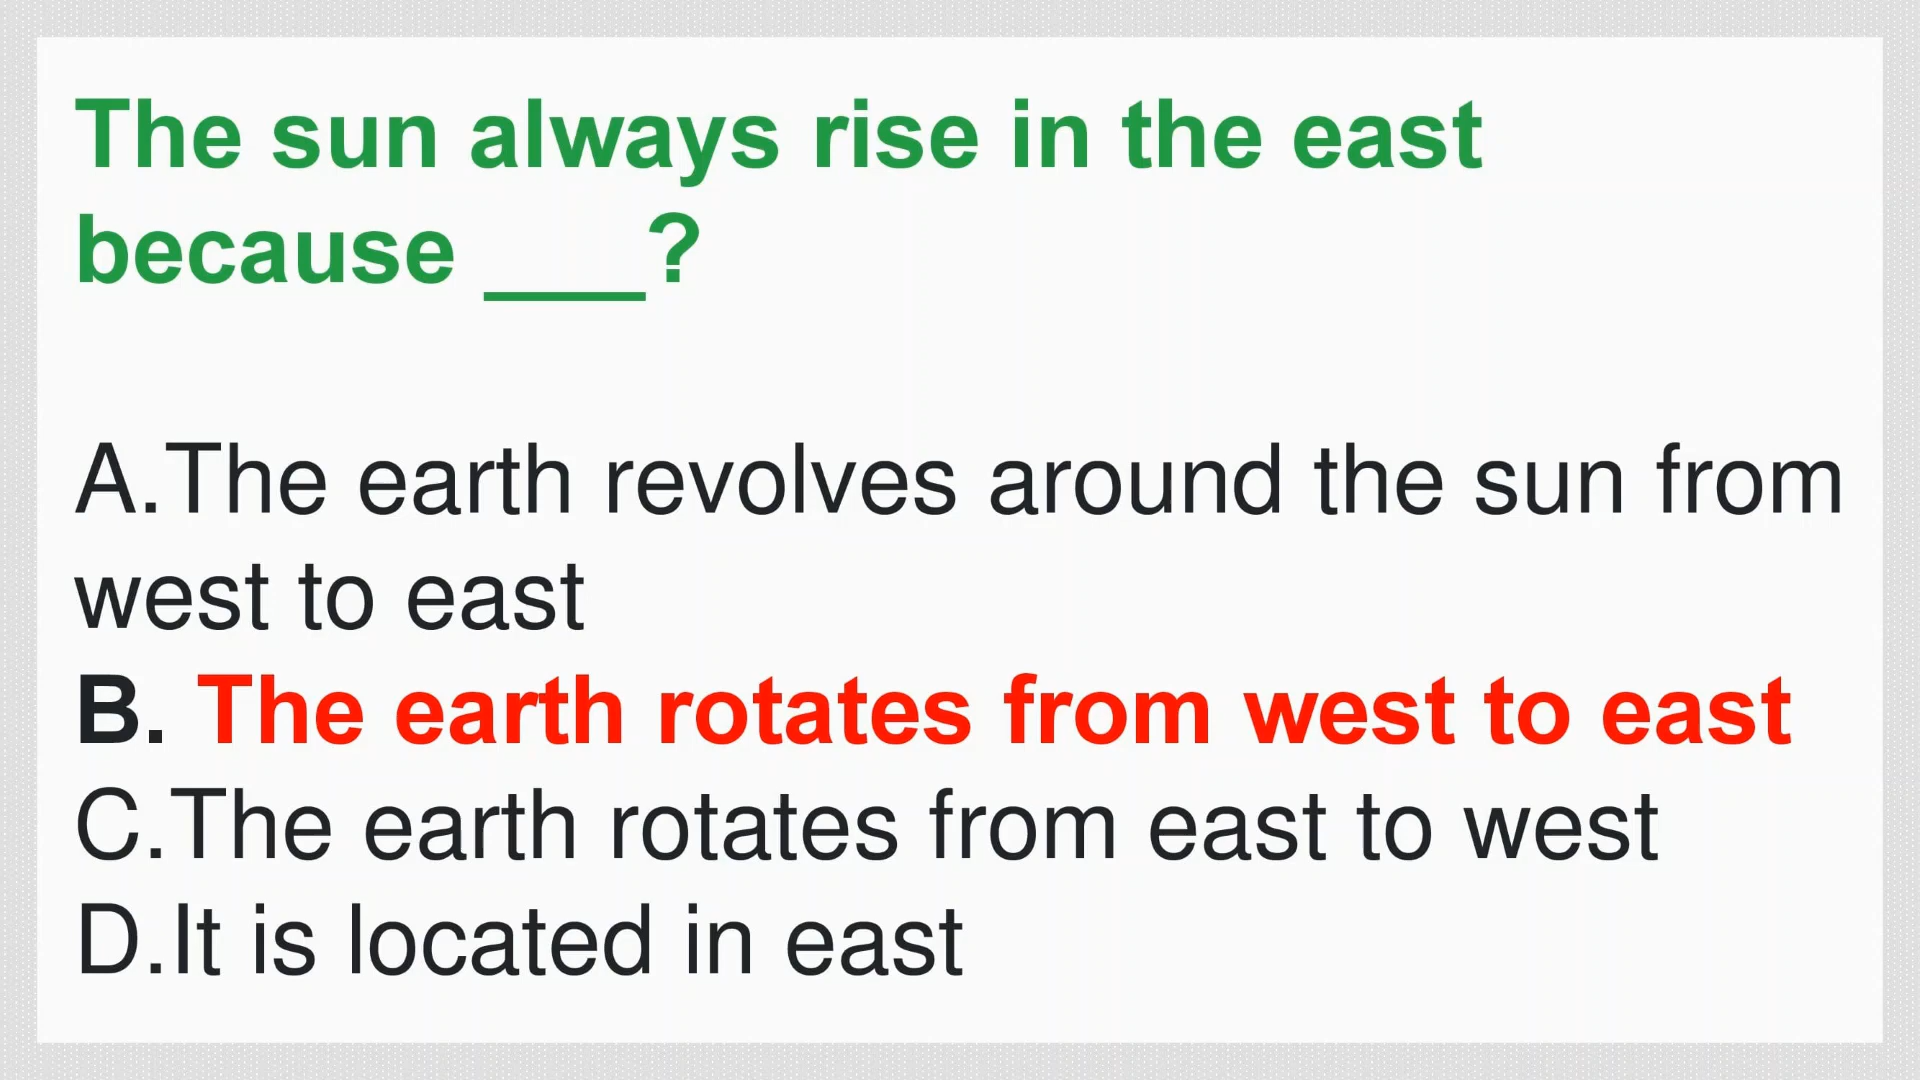 The sun always rise in the east
because ___?
A.The earth revolves around the sun from
west to east
B. The earth rotates from west to east
C.The earth rotates from east to west
D.It is located in east